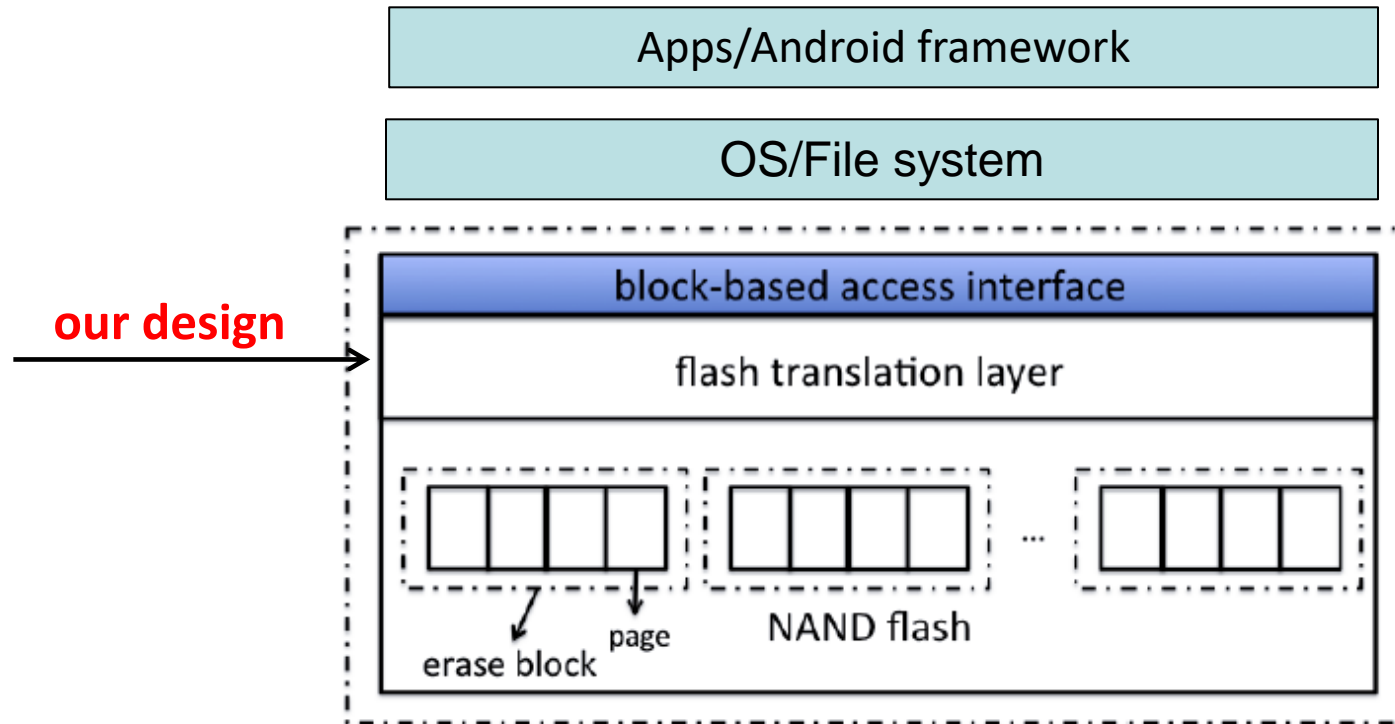 Apps/Android framework
OS/File system
block-based access interface
our design
flash translation layer
...
page
NAND flash
erase block